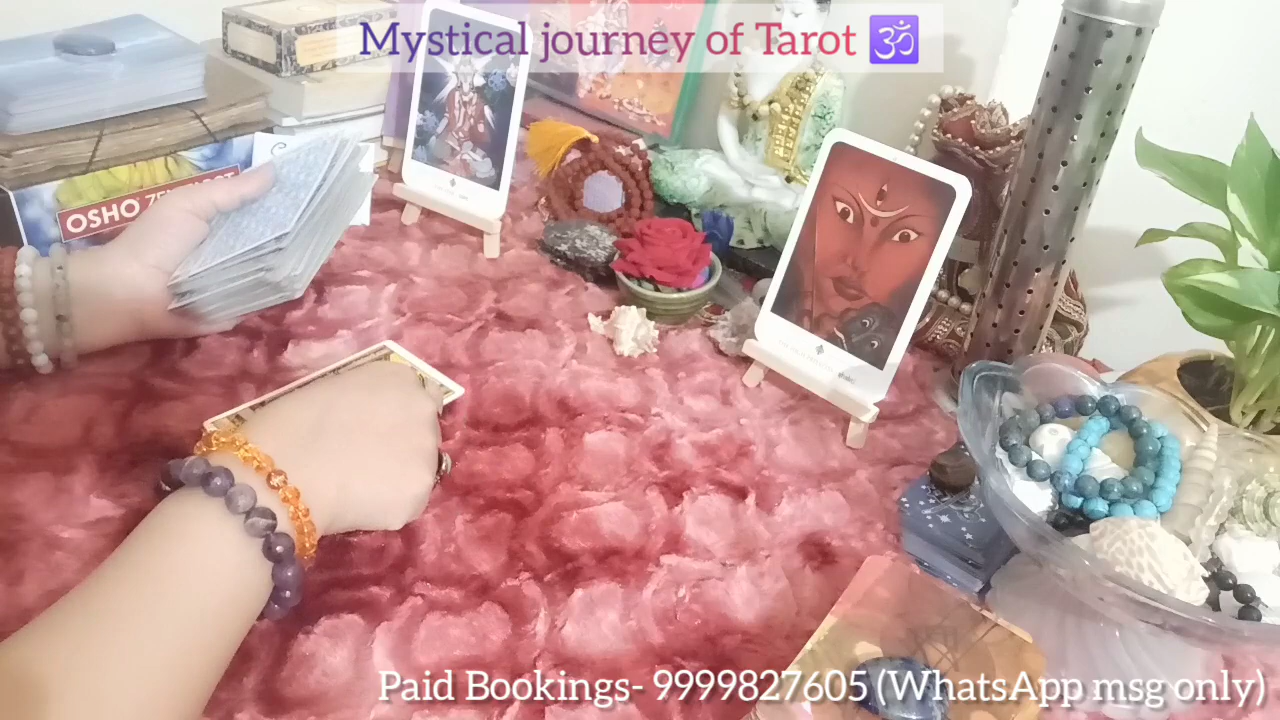 Mystical journey of Tarot 🕉
OSHO ZEN TAROT
Paid Bookings- 9999827605 (WhatsApp msg only)